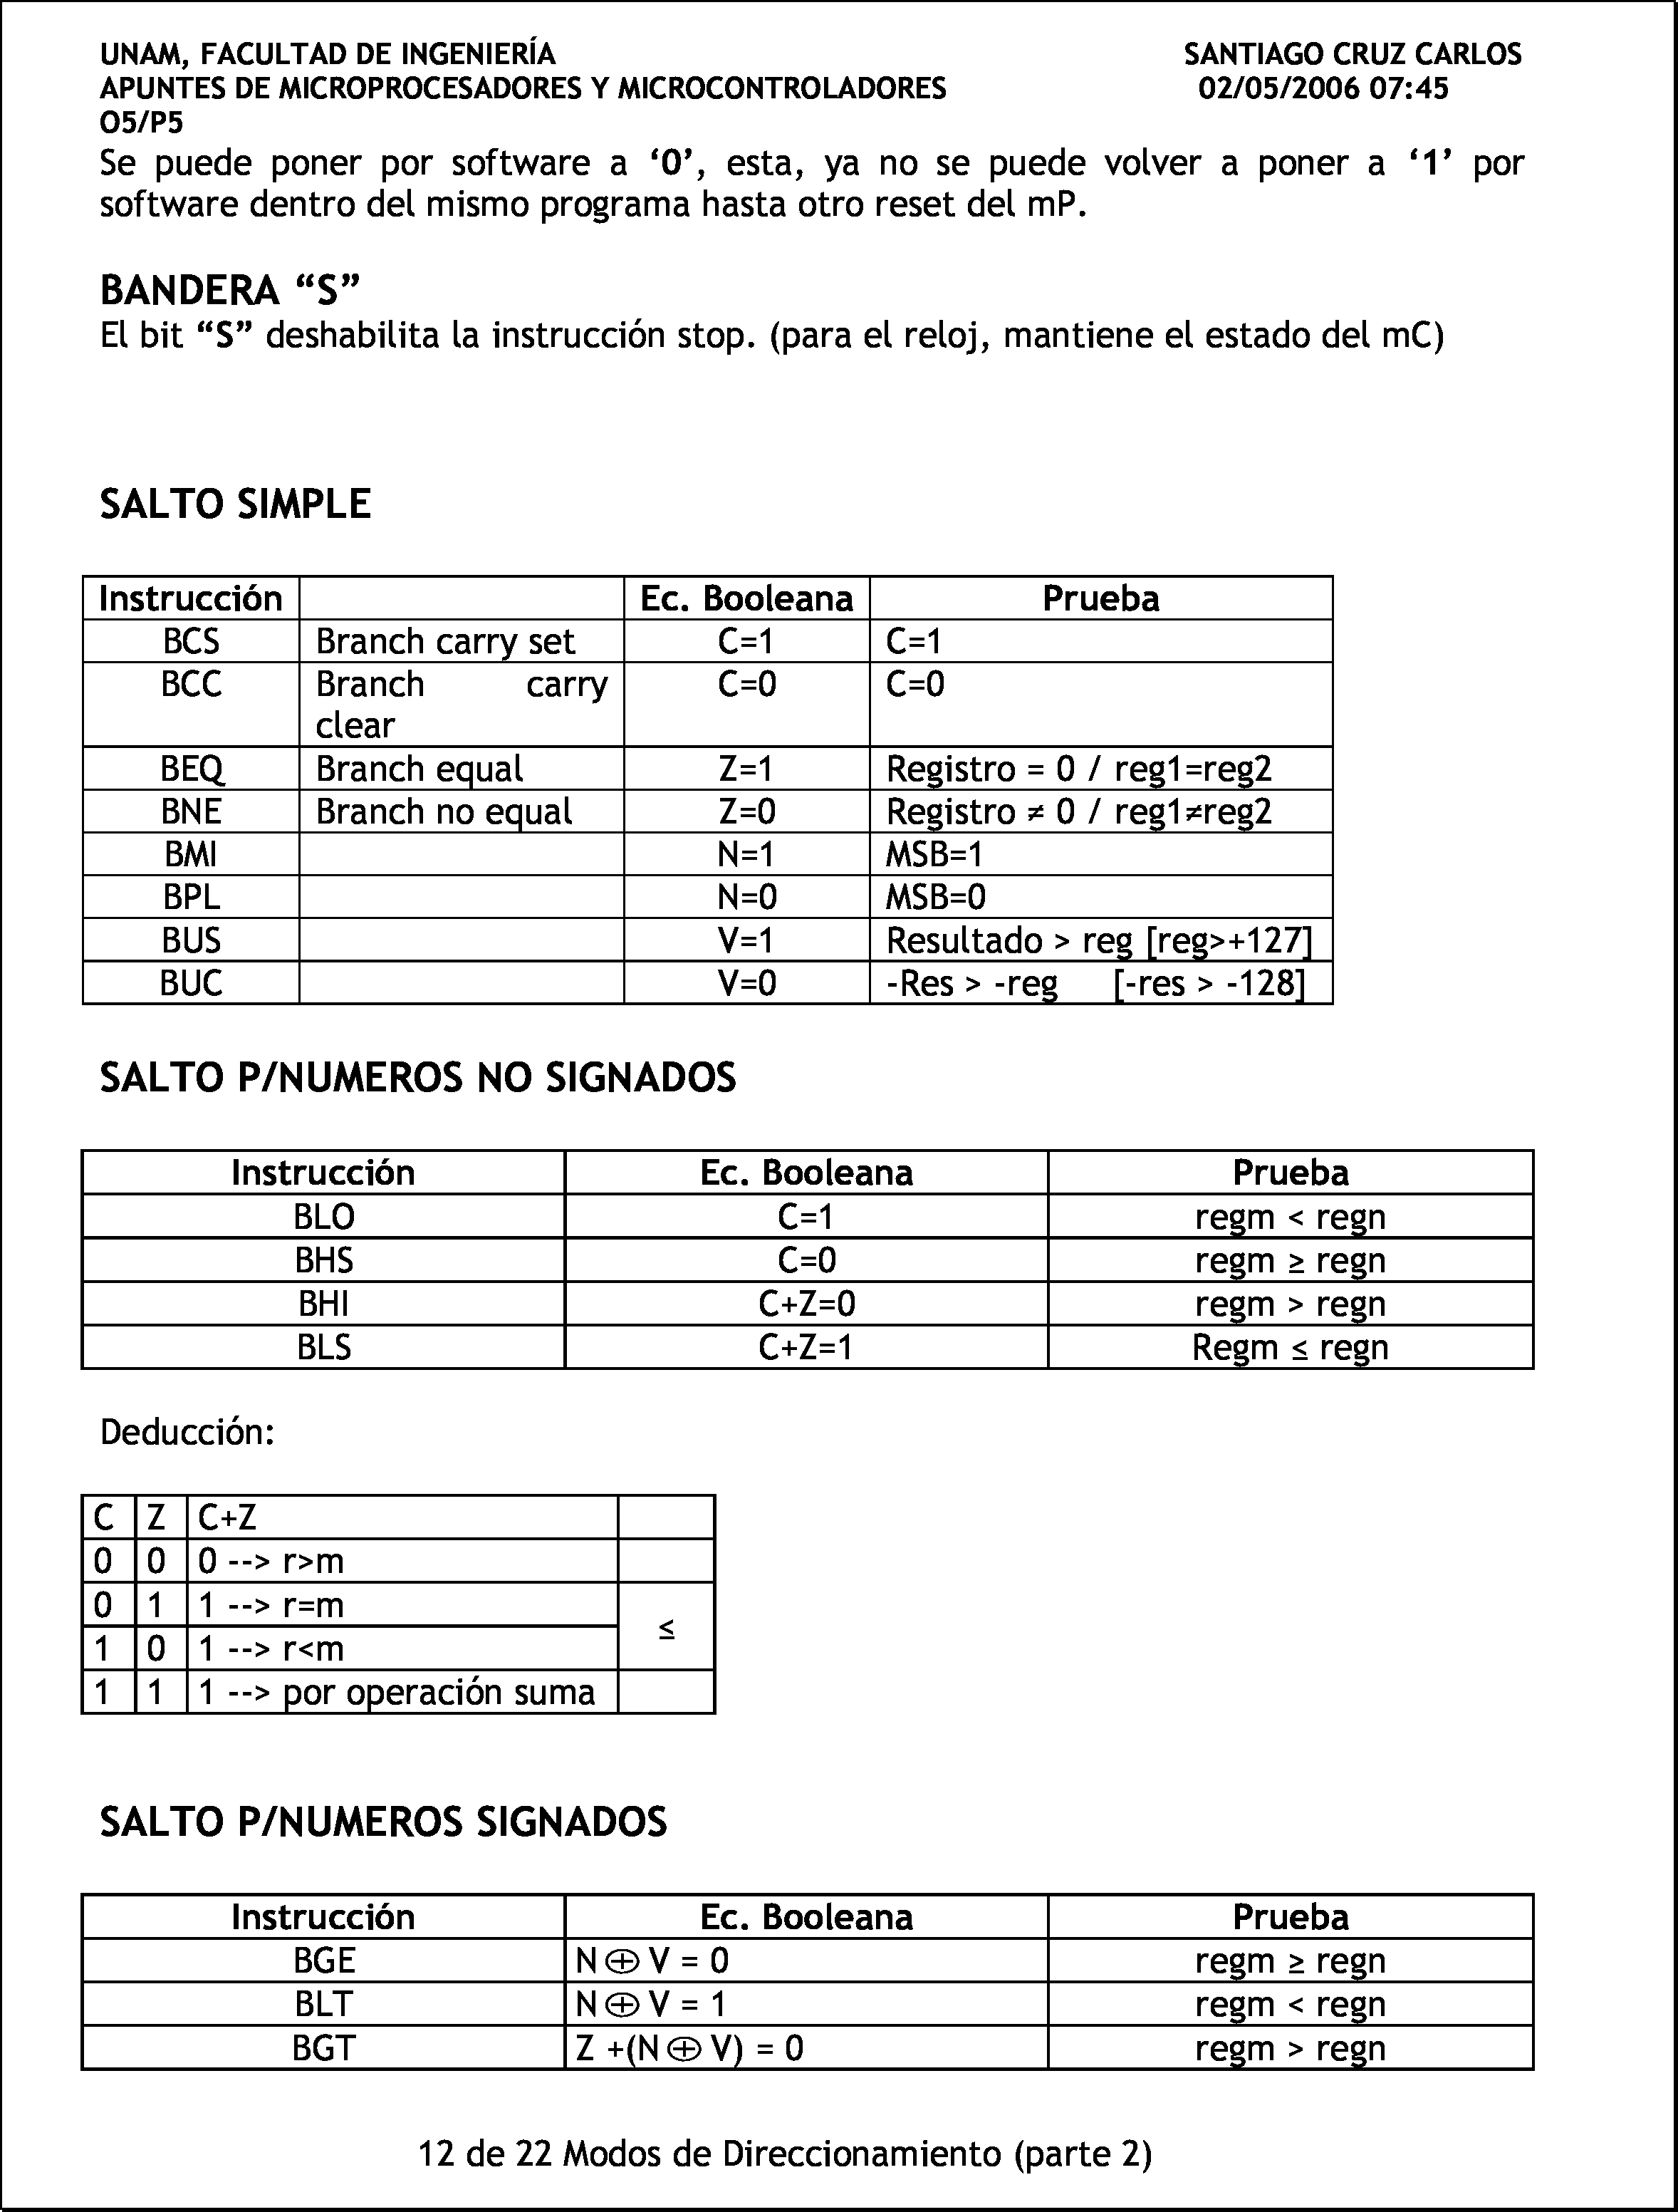 UNAM, FACULTAD DE INGENIERÍA SANTIAGO CRUZ CARLOS
APUNTES DE MICROPROCESADORES Y MICROCONTROLADORES 02/05/2006 07:45
O5/P5
Se puede poner por software a ‘0’, esta, ya no se puede volver a poner a ‘1’ por
software dentro del mismo programa hasta otro reset del mP.
BANDERA “S”
El bit “S” deshabilita la instrucción stop. (para el reloj, mantiene el estado del mC)
SALTO SIMPLE
Instrucción Ec. Booleana Prueba
BCS Branch carry set C=1 C=1
BCC Branch carry C=0 C=0
clear
BEQ Branch equal Z=1 Registro = 0 / reg1=reg2
BNE Branch no equal Z=0 Registro ≠ 0 / reg1≠reg2
BMI N=1 MSB=1
BPL N=0 MSB=0
BUS V=1 Resultado > reg [reg>+127]
BUC V=0 -Res > -reg [-res > -128]
SALTO P/NUMEROS NO SIGNADOS
Instrucción Ec. Booleana Prueba
BLO C=1 regm < regn
BHS C=0 regm ≥ regn
BHI C+Z=0 regm > regn
BLS C+Z=1 Regm ≤ regn
Deducción:
C Z C+Z
0 0 0 --> r>m
0 1 1 --> r=m
≤
1 0 1 --> r<m
1 1 1 --> por operación suma
SALTO P/NUMEROS SIGNADOS
Instrucción Ec. Booleana Prueba
BGE N⊕V = 0 regm ≥ regn
BLT N⊕V = 1 regm < regn
BGT Z +(N⊕V) = 0 regm > regn
12 de 22 Modos de Direccionamiento (parte 2)